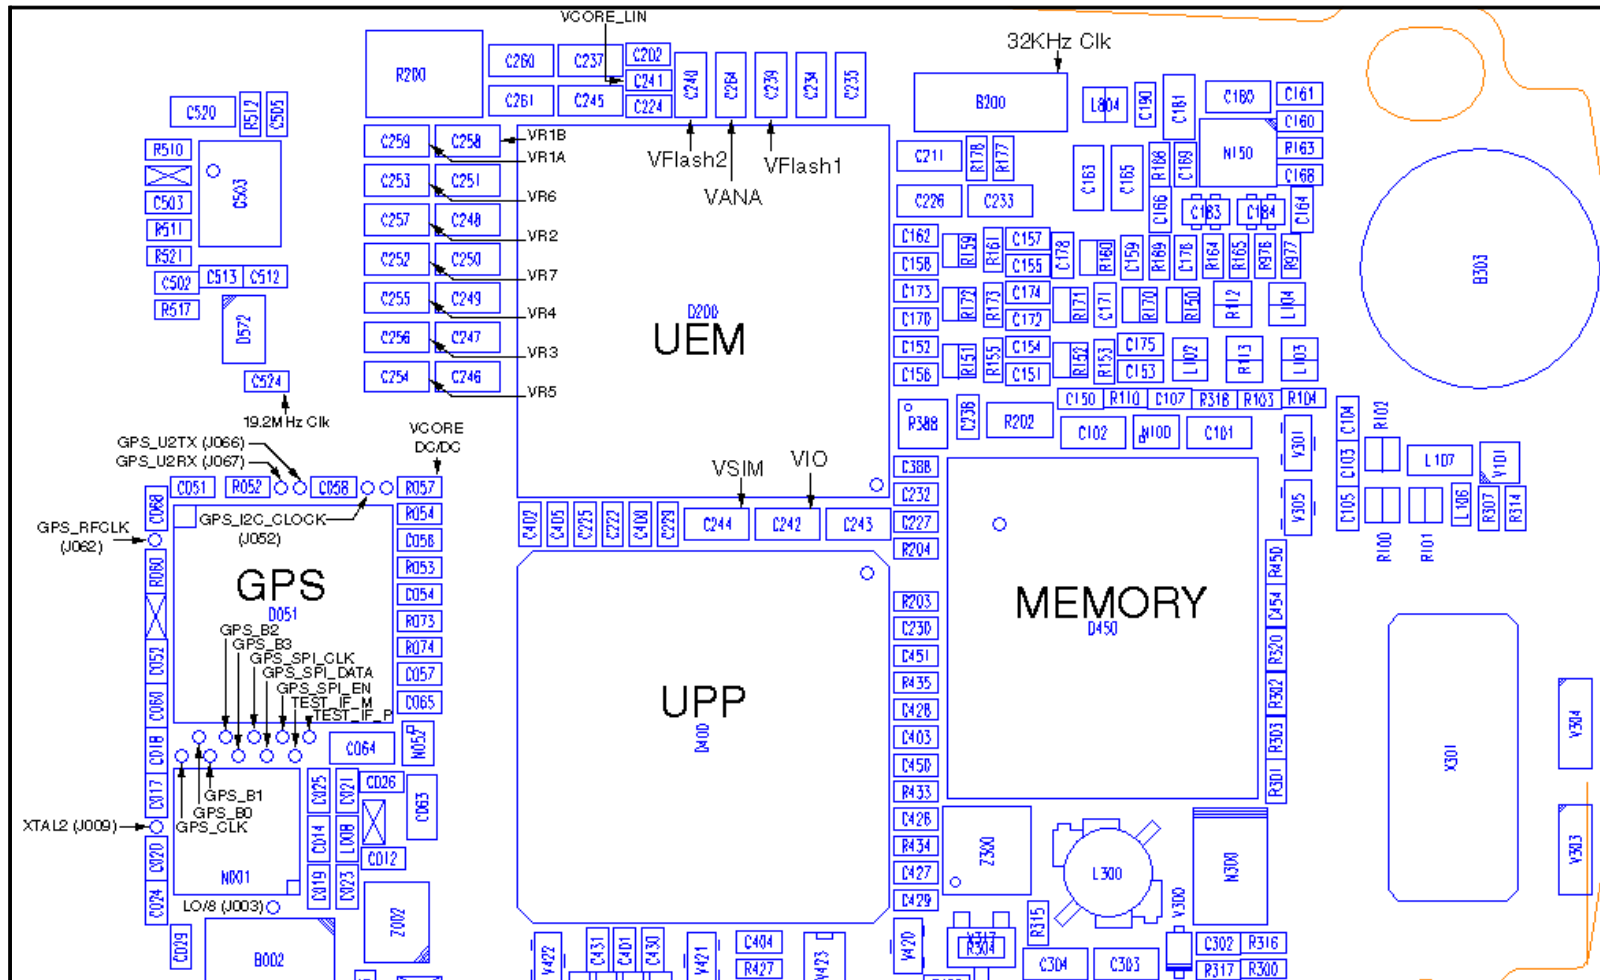 VCORE_LIN
32KHz Clk
R280
C260
C237
C202
C241
C261
C245
C224
C240
C264
C239
C234
C235
B200
L804
C190
C181
C180
C161
C160
R163
C168
N150
C520
R512
C505
R510
C503
C503
R511
R521
C502
C513
C512
R517
D572
C524
19.2MHz Clk
C259
C258
VR1B
VR1A
C253
C251
VR6
C257
C248
VR2
C252
C250
VR7
C255
C249
VR4
C256
C247
VR3
C254
C246
VR5
VFlash2
VANA
VFlash1
D200
UEM
C211
R178
R177
C163
C165
R186
C169
C166
C183
C184
C164
C226
C233
C162
R159
R161
C157
C178
R160
C159
R189
C176
R164
R165
R976
R977
C158
C155
C173
R172
R173
C174
R171
C171
R170
R150
R112
L104
C170
C172
C152
R151
R155
C154
R152
R153
C175
L102
R113
L103
C156
C151
C153
B303
C150
R110
C107
R318
R103
R104
R388
C238
R202
C102
N100
C101
V301
C104
R102
C103
L107
V101
V305
C105
L106
R307
R314
R100
R101
GPS_U2TX (J066)
GPS_U2RX (J067)
VCORE
DC/DC
VSIM
VIO
C051
R052
C058
R057
C068
GPS_I2C_CLOCK
(J052)
GPS_RFCLK
(J062)
R054
C056
R053
C054
R073
R074
C057
C065
R060
C052
C060
C018
C017
C020
C024
GPS
D051
GPS_B2
GPS_B3
GPS_SPI_CLK
GPS_SPI_DATA
GPS_SPI_EN
TEST_IF_M
TEST_IF_P
C064
N052
GPS_B1
GPS_B0
GPS_CLK
XTAL2 (J009)
C025
C021
C026
C063
C014
L008
C012
C019
C023
N001
LO/8 (J003)
C029
B002
Z002
C402
C405
C225
C222
C400
C229
C244
C242
C243
C388
C232
C227
R204
R203
C230
C451
R435
C428
C403
C450
R433
C426
R434
C427
C429
UPP
D400
MEMORY
D450
R450
C454
R320
R302
R303
R301
X301
V304
V303
Z300
L300
N300
V300
R315
V317
R304
C304
C303
C302
R316
R317
R300
V422
C431
C401
C430
V421
C404
R427
V423
V420